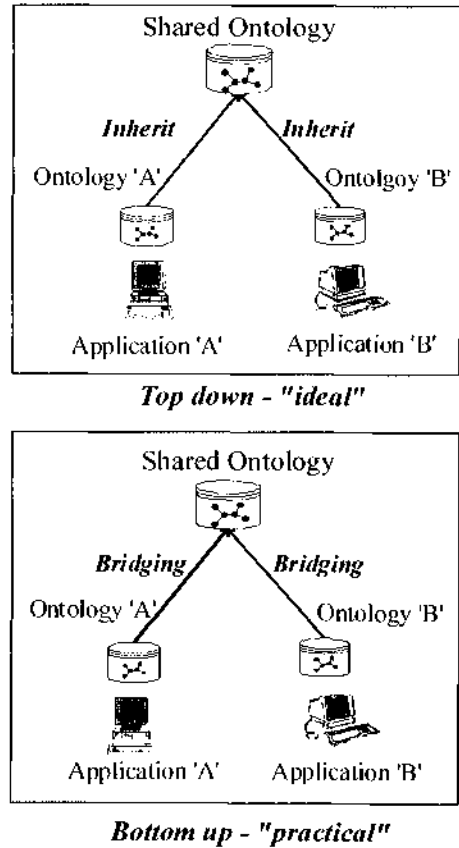 Shared Ontology
Inherit Inherit
Ontology 'A' Ontolgoy 'B'
Application 'A' Application 'B'
Top down - "ideal"
Shared Ontology
Bridging Bridging
Ontology 'A' Ontology 'B'
Application 'A' Application 'B'
Bottom up - "practical"